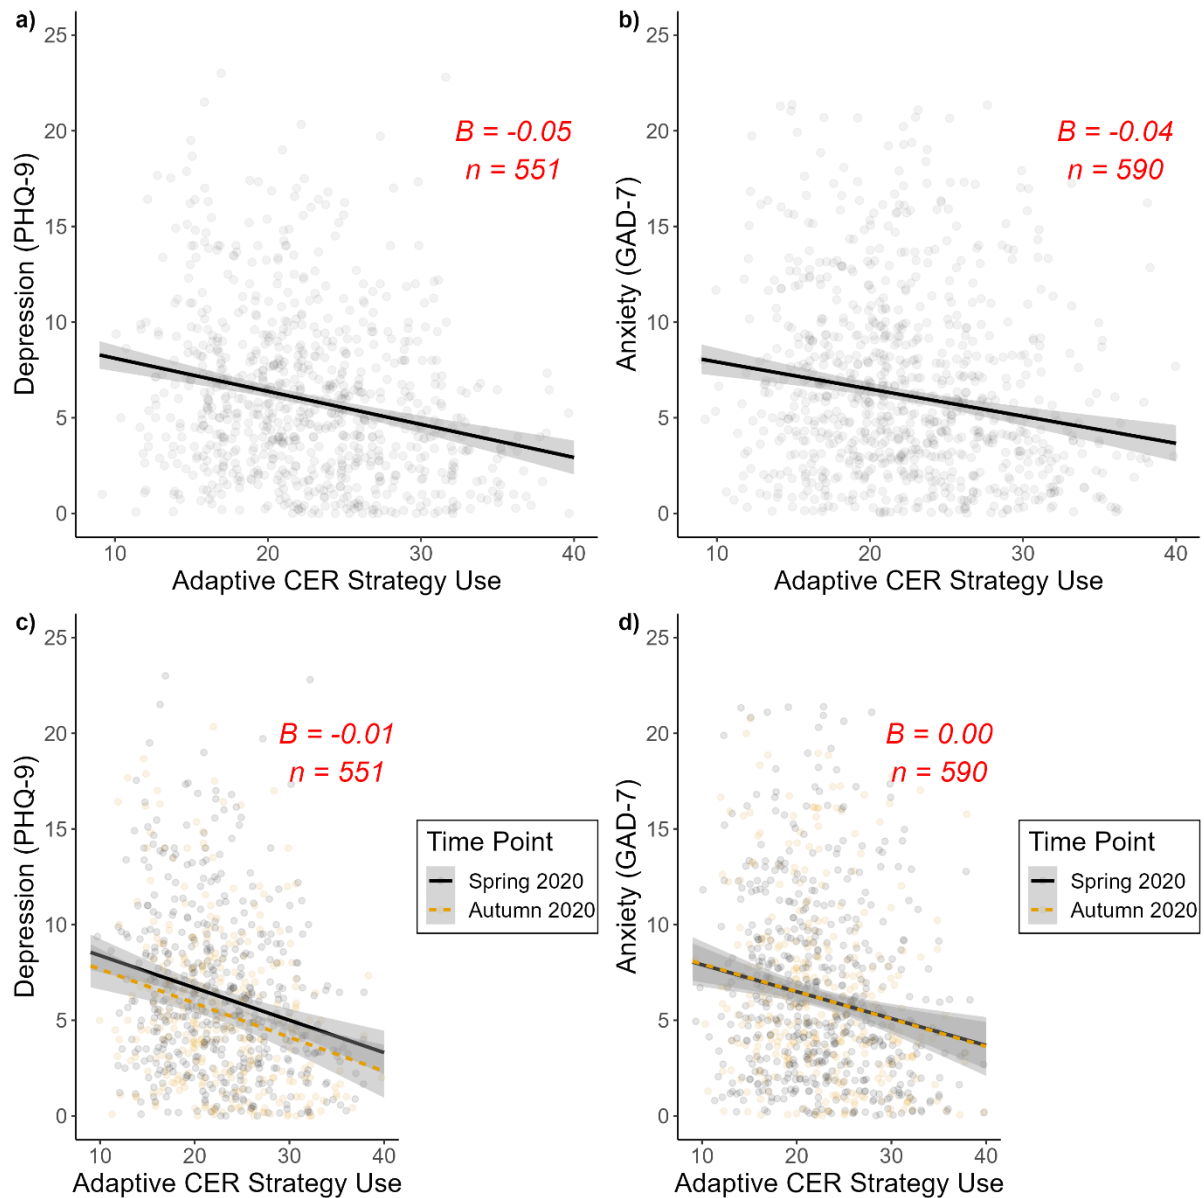 a)
25
20
15
10
5
0
Depression (PHQ-9)
B = -0.05
n = 551
10 20 30 40
Adaptive CER Strategy Use
b)
25
20
15
10
5
0
Anxiety (GAD-7)
B = -0.04
n = 590
10 20 30 40
Adaptive CER Strategy Use
c)
25
20
15
10
5
0
Depression (PHQ-9)
B = -0.01
n = 551
Time Point
Spring 2020
Autumn 2020
10 20 30 40
Adaptive CER Strategy Use
d)
25
20
15
10
5
0
Anxiety (GAD-7)
B = 0.00
n = 590
Time Point
Spring 2020
Autumn 2020
10 20 30 40
Adaptive CER Strategy Use